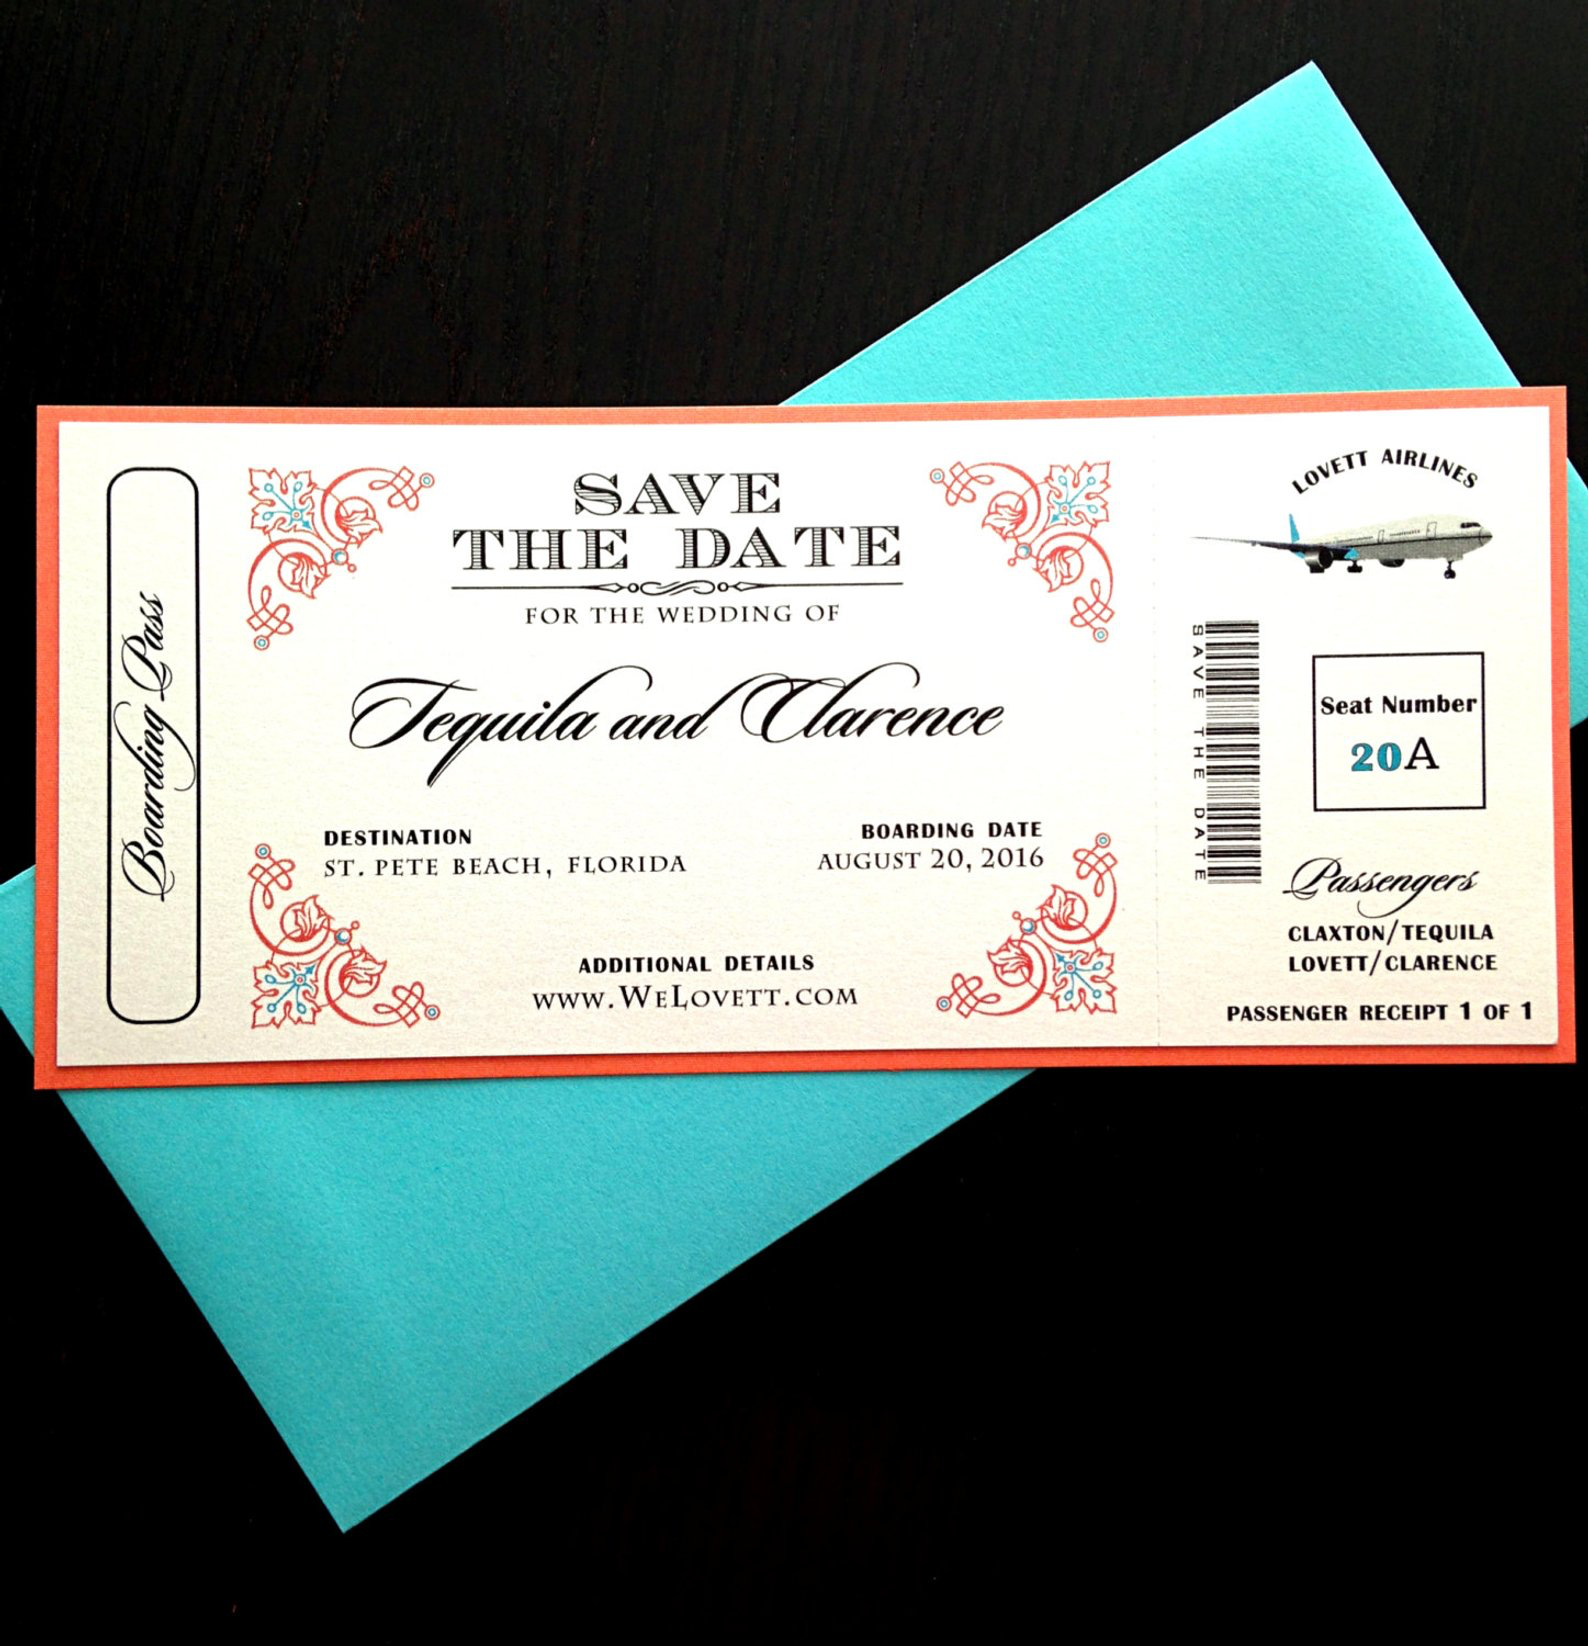 Boarding Pass
SAVE
THE DATE
FOR THE WEDDING OF
Tequila and Clarence
DESTINATION
ST. PETE BEACH, FLORIDA
BOARDING DATE
AUGUST 20, 2016
ADDITIONAL DETAILS
WWW.WELOVETT.COM
LOVETT AIRLINES
SAVE THE DATE
Seat Number
20A
Passengers
CLAXTON/TEQUILA
LOVETT/CLARENCE
PASSENGER RECEIPT 1 OF 1